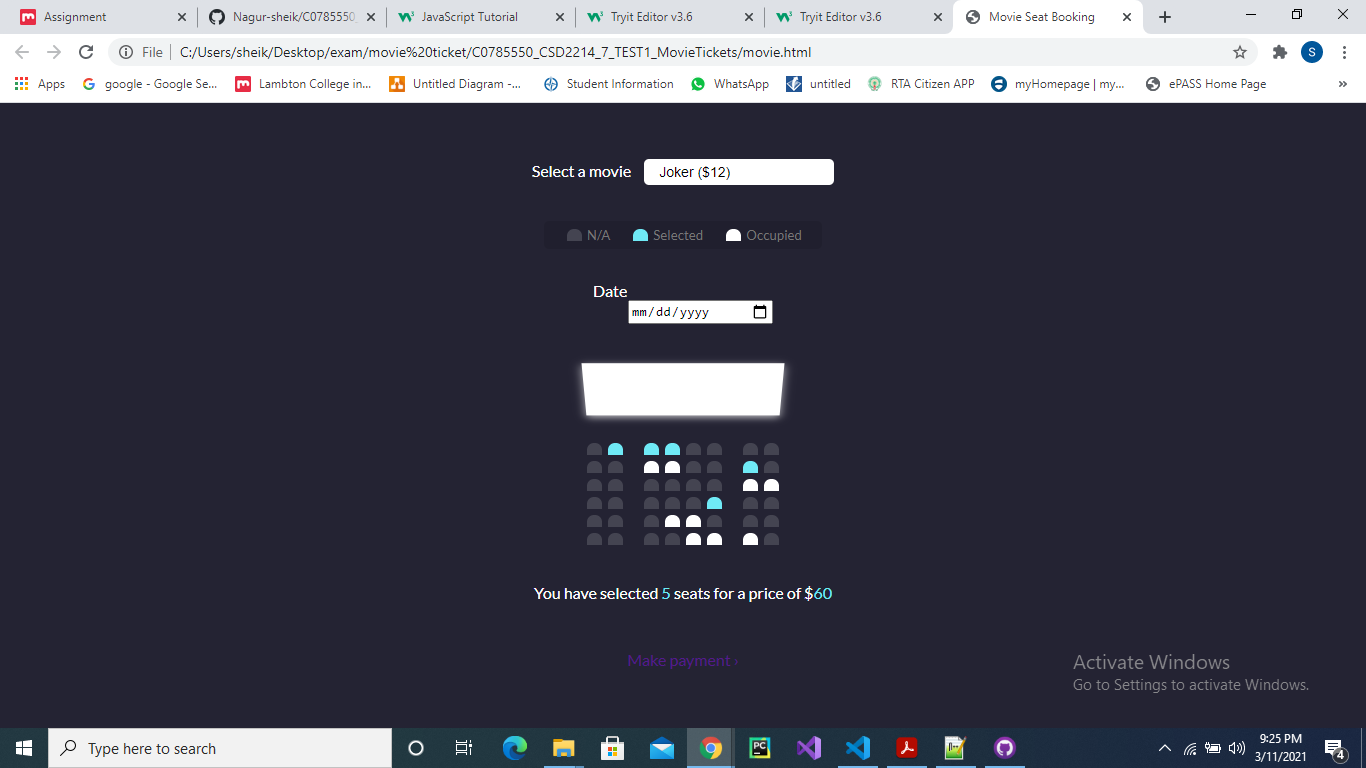 Assignment
Nagur-sheik/C0785550_
JavaScript Tutorial
Tryit Editor v3.6
Tryit Editor v3.6
Movie Seat Booking
File
C:/Users/sheik/Desktop/exam/movie%20ticket/C0785550_CSD2214_7_TEST1_MovieTickets/movie.html
S
Apps
google - Google Se...
Lambton College in...
Untitled Diagram -...
Student Information
WhatsApp
untitled
RTA Citizen APP
myHomepage | my...
ePASS Home Page
»
Select a movie
Joker ($12)
N/A
Selected
Occupied
Date
mm/dd/yyyy
You have selected 5 seats for a price of $60
Make payment ›
Activate Windows
Go to Settings to activate Windows.
Type here to search
9:25 PM
3/11/2021
4